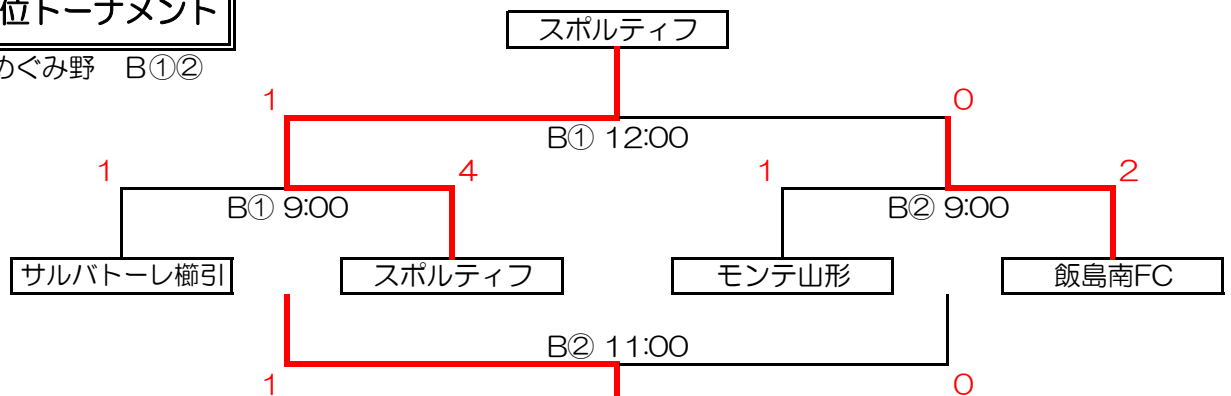 位トーナメント
スポルティフ
めぐみ野 B①②
1
0
B① 12:00
1
4
1
2
B① 9:00
B② 9:00
サルバトーレ櫛引
スポルティフ
モンテ山形
飯島南FC
B② 11:00
1
0